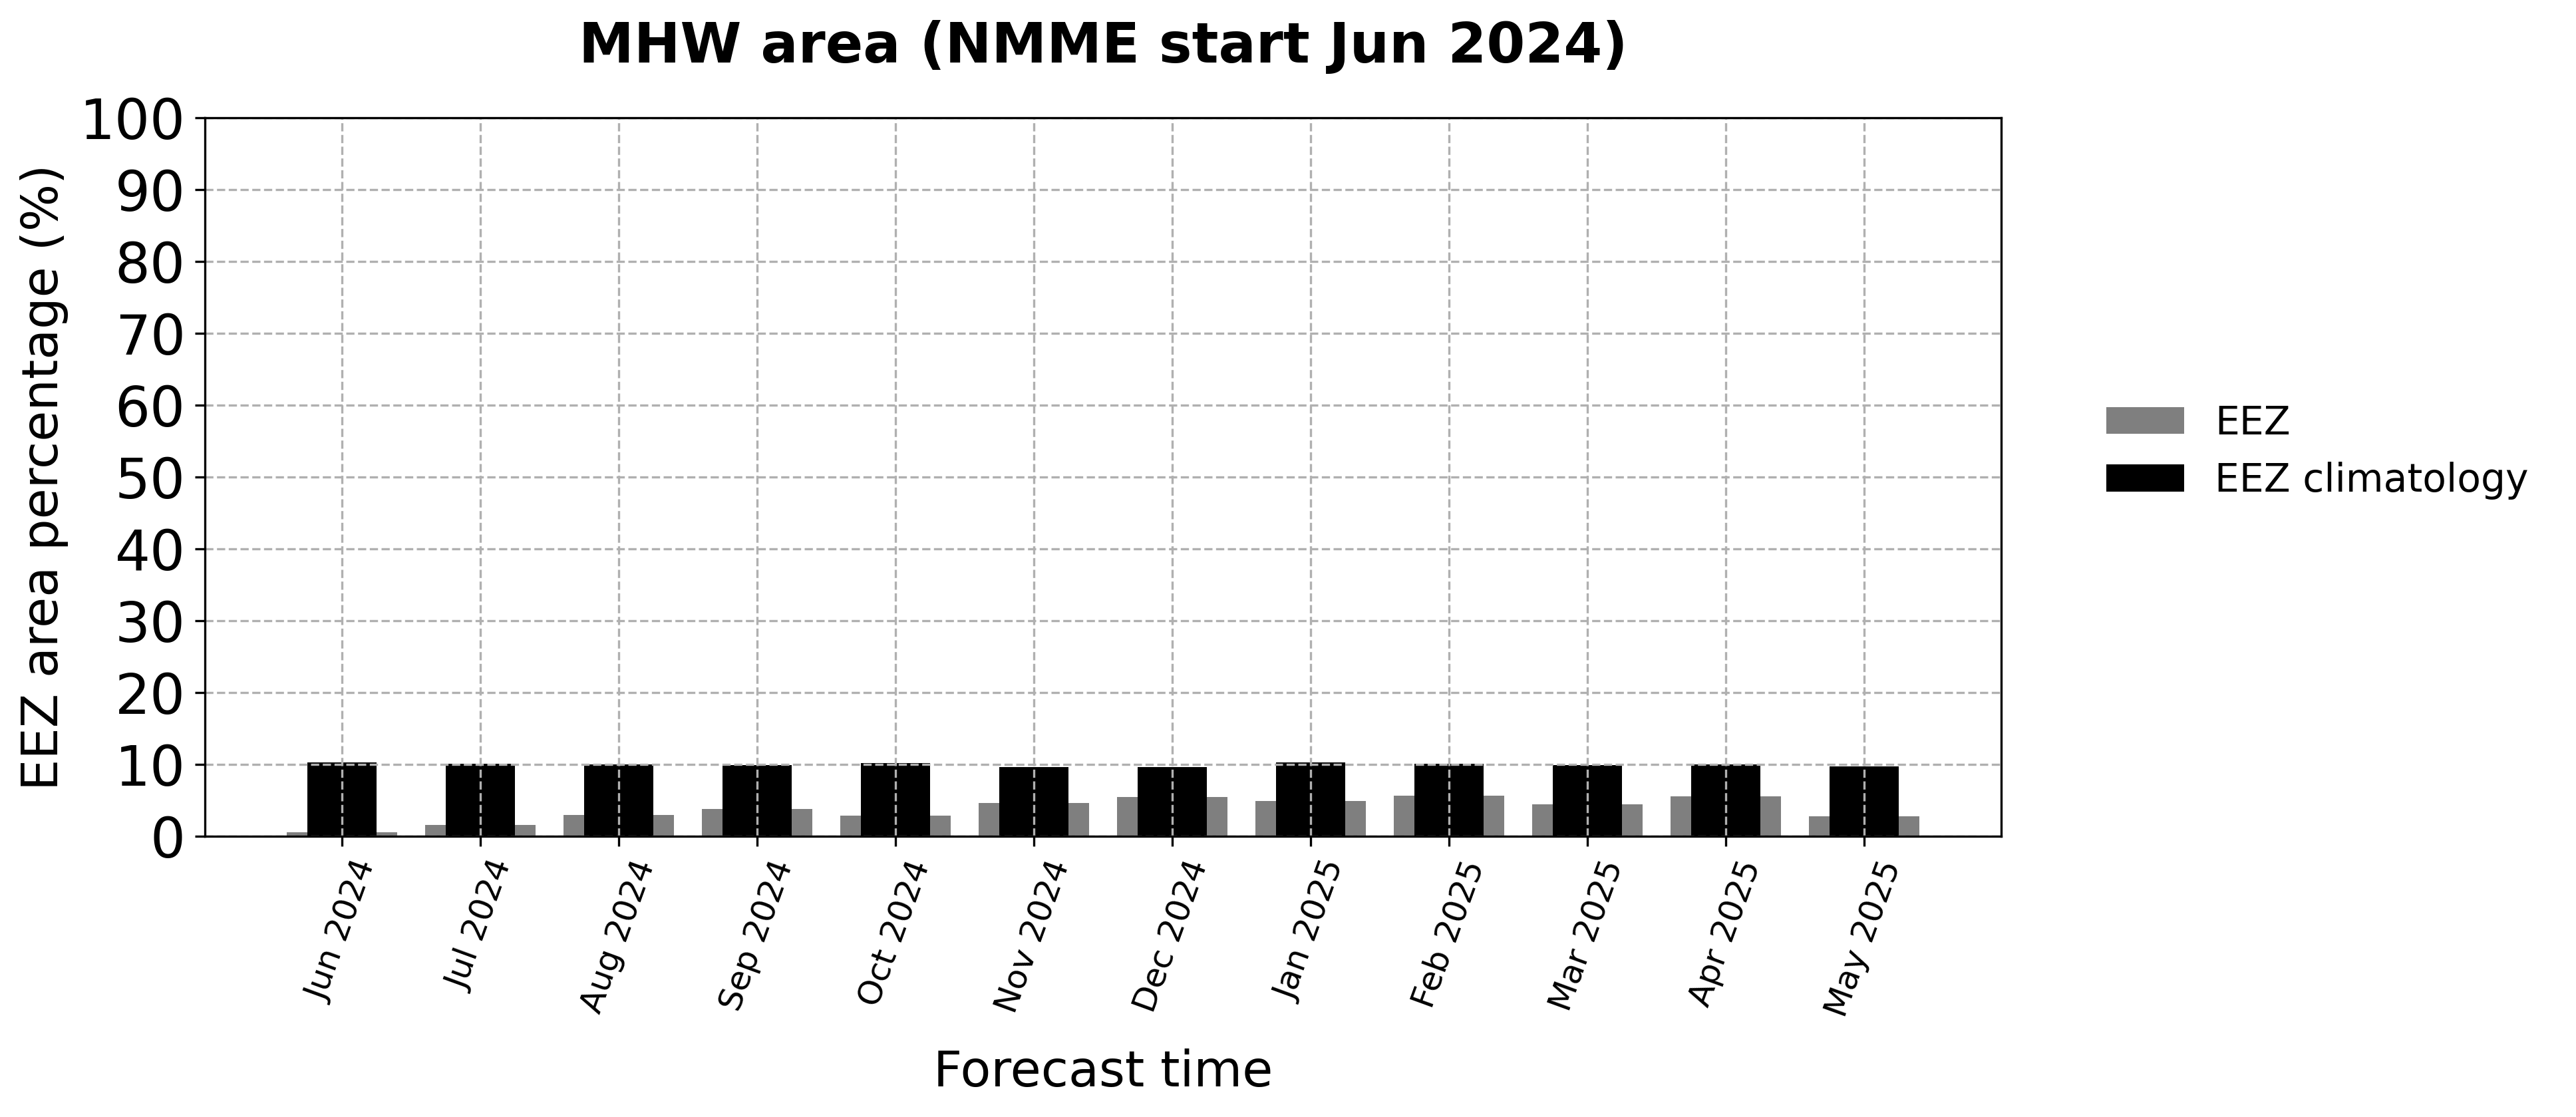 MHW area (NMME start Jun 2024)
EEZ area percentage (%)
100
90
80
70
60
50
40
30
20
10
0
EEZ
EEZ climatology
Jun 2024
Jul 2024
Aug 2024
Sep 2024
Oct 2024
Nov 2024
Dec 2024
Jan 2025
Feb 2025
Mar 2025
Apr 2025
May 2025
Forecast time